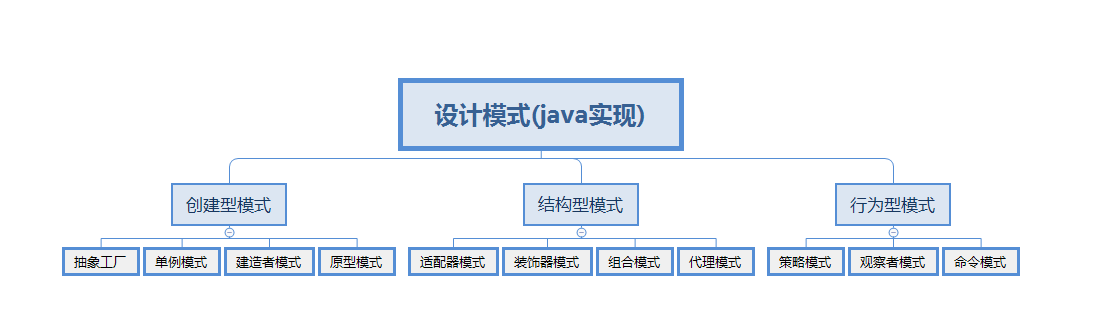 设计模式(java实现)
创建型模式 结构型模式 行为型模式
抽象工厂 单例模式 建造者模式 原型模式 适配器模式 装饰器模式 组合模式 代理模式 策略模式 观察者模式 命令模式